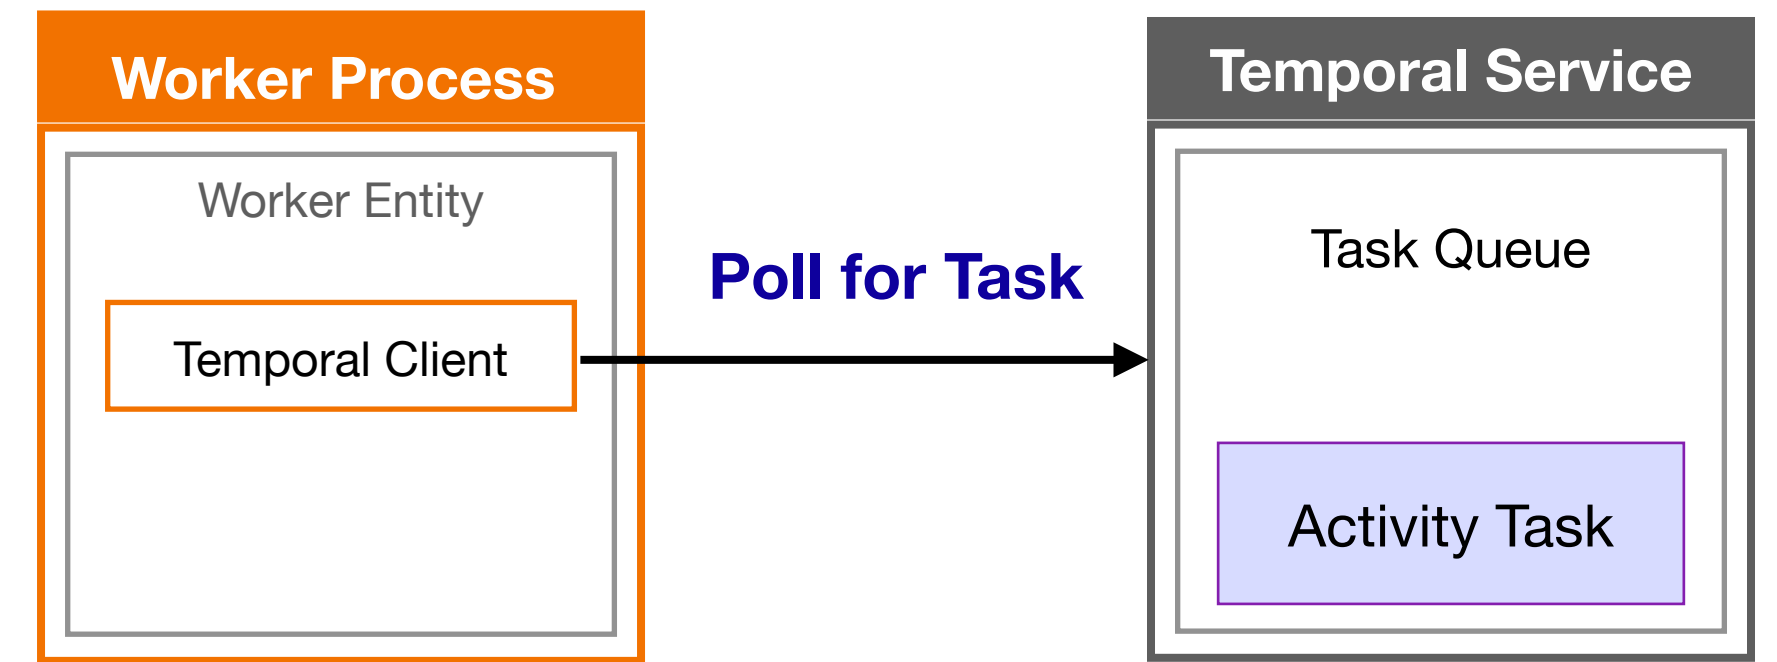 Worker Process
Worker Entity
Temporal Client
Poll for Task
Temporal Service
Task Queue
Activity Task